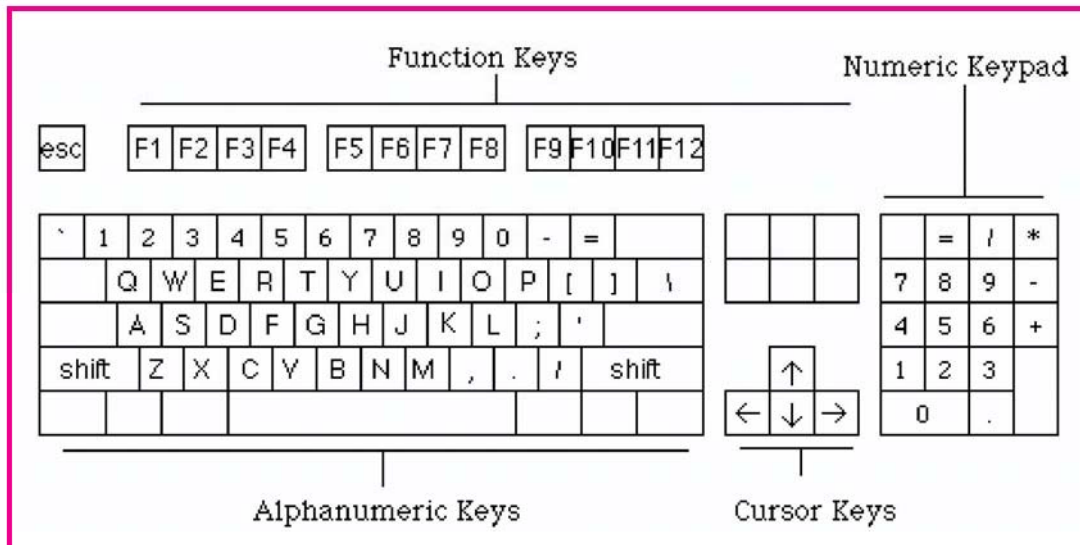 Function Keys
Numeric Keypad
esc F1 F2 F3 F4 F5 F6 F7 F8 F9 F10 F11 F12
` 1 2 3 4 5 6 7 8 9 0 - = = / *
Q W E R T Y U I O P [ ] \ 7 8 9 -
A S D F G H J K L ; ' 4 5 6 +
shift Z X C V B N M , . / shift ↑ 1 2 3
← ↓ → 0 .
Alphanumeric Keys Cursor Keys